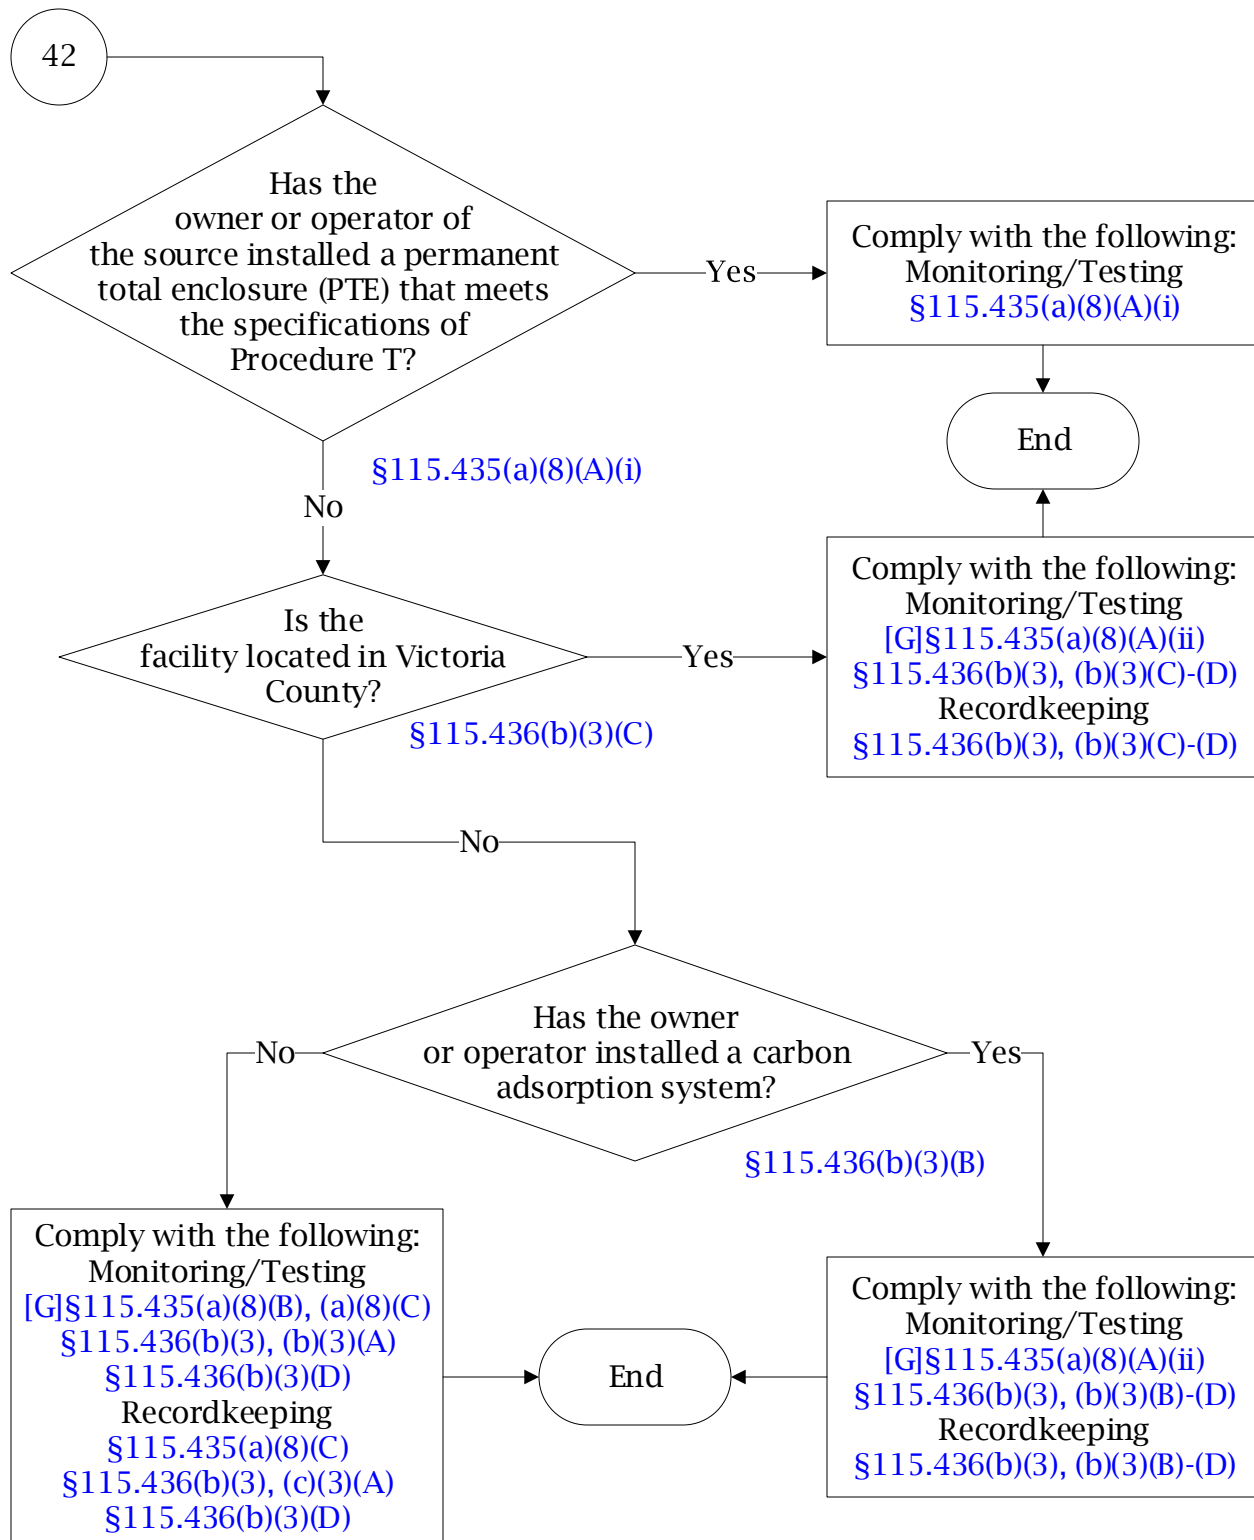 42
Has the
owner or operator of
the source installed a permanent
total enclosure (PTE) that meets
the specifications of
Procedure T?
Yes
Comply with the following:
Monitoring/Testing
§115.435(a)(8)(A)(i)
End
§115.435(a)(8)(A)(i)
No
Is the
facility located in Victoria
County?
Yes
§115.436(b)(3)(C)
Comply with the following:
Monitoring/Testing
[G]§115.435(a)(8)(A)(ii)
§115.436(b)(3), (b)(3)(C)-(D)
Recordkeeping
§115.436(b)(3), (b)(3)(C)-(D)
No
Has the owner
or operator installed a carbon
adsorption system?
No
Yes
§115.436(b)(3)(B)
Comply with the following:
Monitoring/Testing
[G]§115.435(a)(8)(B), (a)(8)(C)
§115.436(b)(3), (b)(3)(A)
§115.436(b)(3)(D)
Recordkeeping
§115.435(a)(8)(C)
§115.436(b)(3), (c)(3)(A)
§115.436(b)(3)(D)
End
Comply with the following:
Monitoring/Testing
[G]§115.435(a)(8)(A)(ii)
§115.436(b)(3), (b)(3)(B)-(D)
Recordkeeping
§115.436(b)(3), (b)(3)(B)-(D)